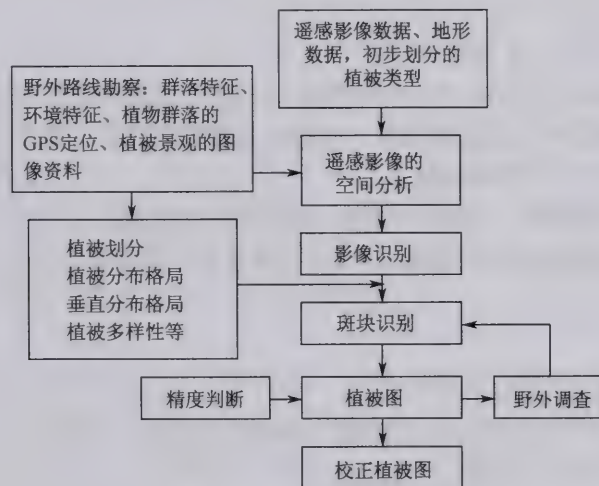 遥感影像数据、地形
数据，初步划分的
植被类型
野外路线勘察：群落特征、
环境特征、植物群落的
GPS定位、植被景观的图
像资料
遥感影像的
空间分析
植被划分
植被分布格局
垂直分布格局
植被多样性等
影像识别
斑块识别
精度判断
植被图
野外调查
校正植被图